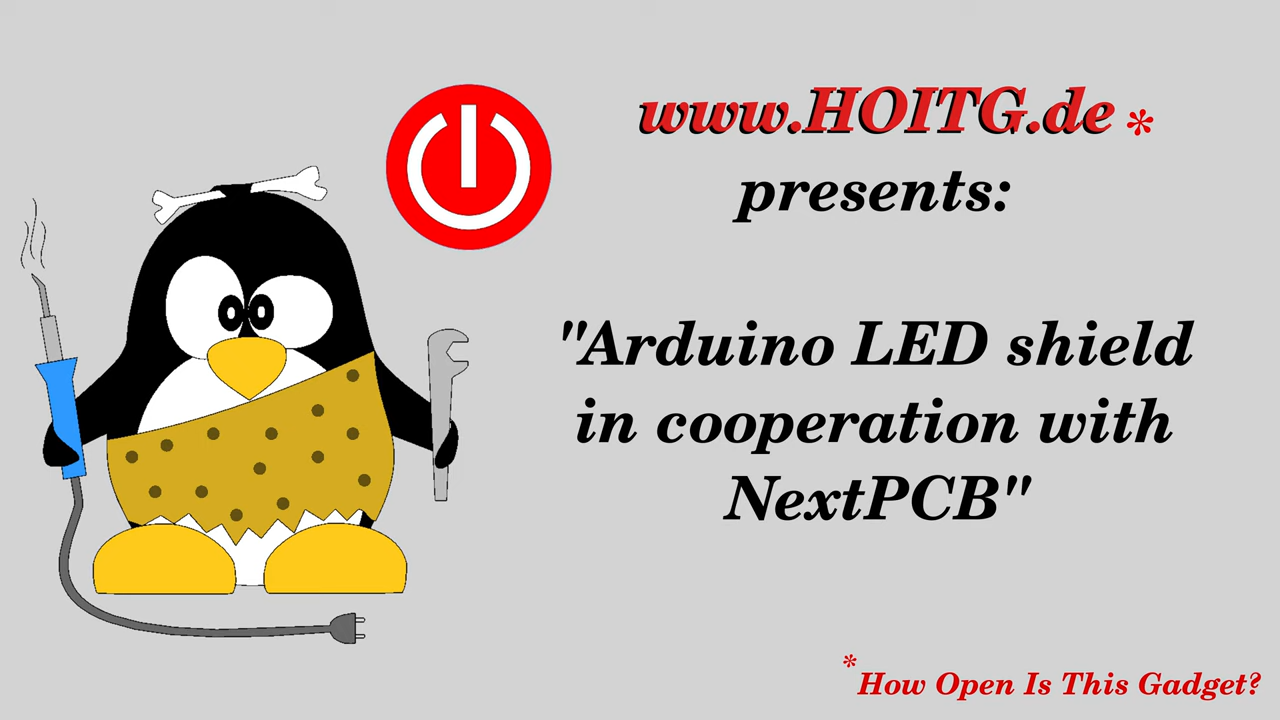 www.HOITG.de *
presents:
"Arduino LED shield
in cooperation with
NextPCB"
*How Open Is This Gadget?